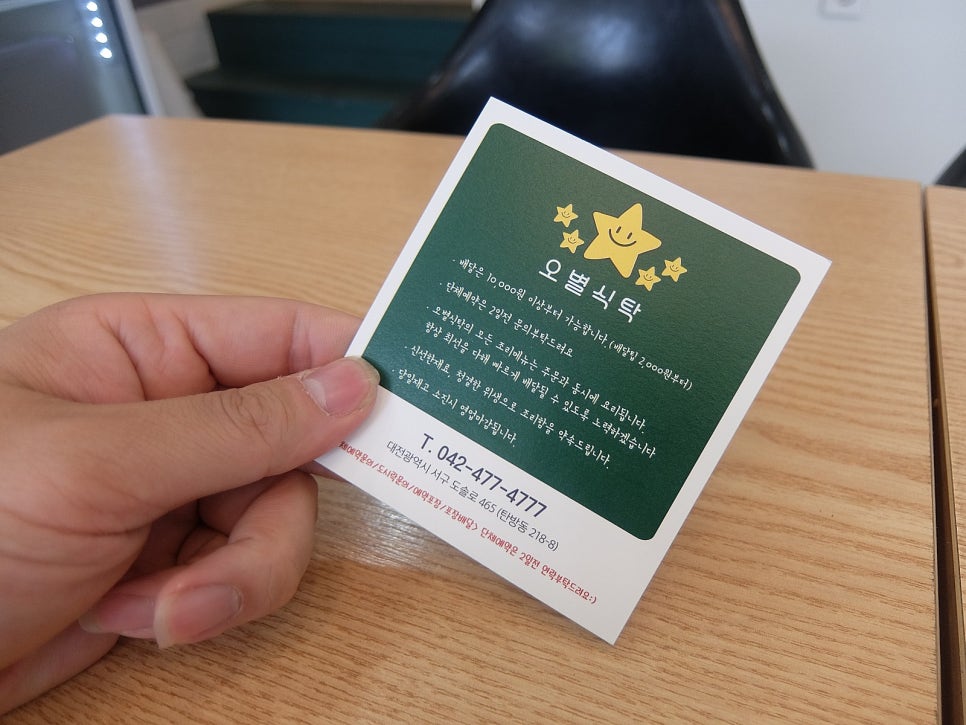 오별식탁
· 배달은 10,000원 이상부터 가능합니다. (배달팁 2,000원부터)
· 단체예약은 2일전 문의부탁드려요
· 오별식탁의 모든 조리메뉴는 주문과 동시에 요리됩니다.
항상 최선을 다해 빠르게 배달될 수 있도록 노력하겠습니다
· 신선한재료, 청결한 위생으로 조리함을 약속드립니다.
· 당일재고 소진시 영업마감됩니다.
T. 042-477-4777
대전광역시 서구 도솔로 465 (탄방동 218-8)
체예약문의/도시락문의/예약포장/포장배달> 단체예약은 2일전 연락부탁드려요:)